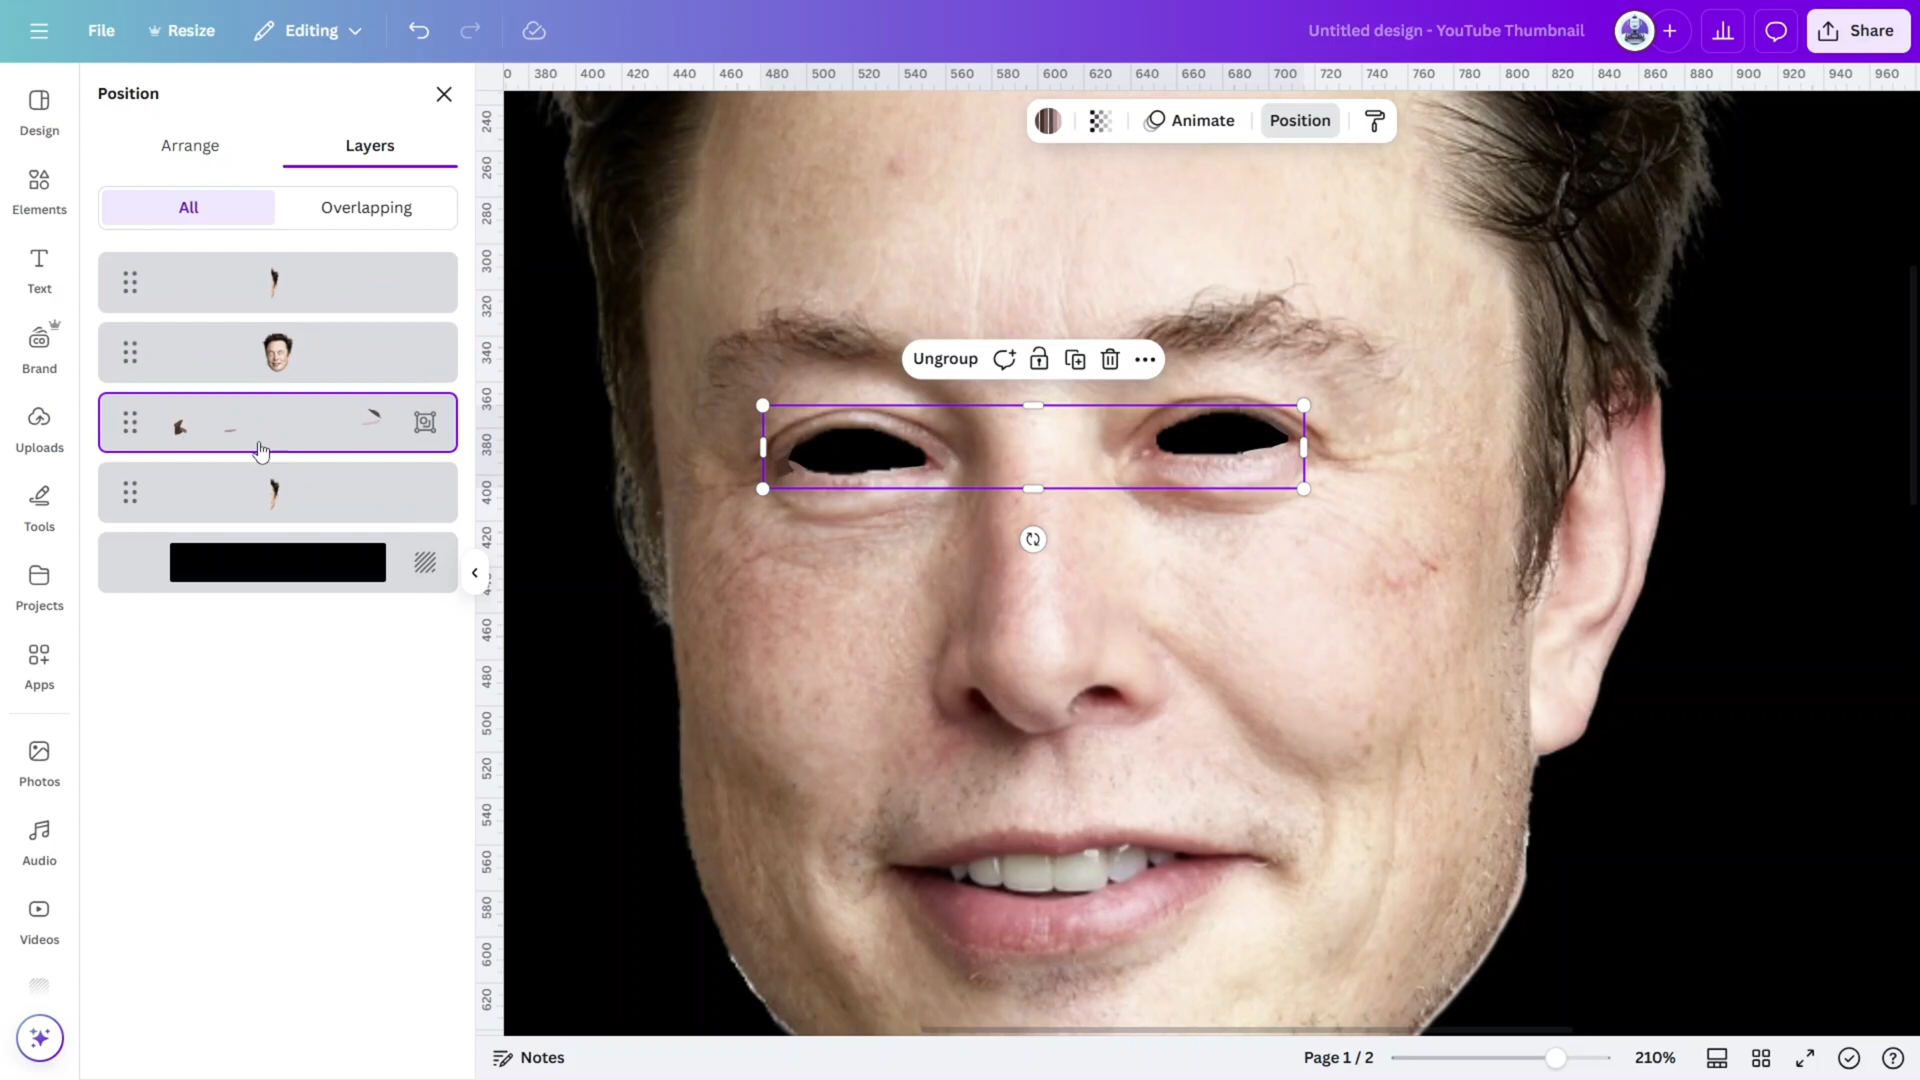 File
Resize
Editing
Untitled design - YouTube Thumbnail
Share
Design
Elements
Text
Brand
Uploads
Tools
Projects
Apps
Photos
Audio
Videos
Position
Arrange
Layers
All
Overlapping
0 380 400 420 440 460 480 500 520 540 560 580 600 620 640 660 680 700 720 740 760 780 800 820 840 860 880 900 920 940 960
240
260
280
300
320
340
360
380
400
420
460
480
500
520
540
560
580
600
620
Animate
Position
Ungroup
Notes
Page 1 / 2
210%